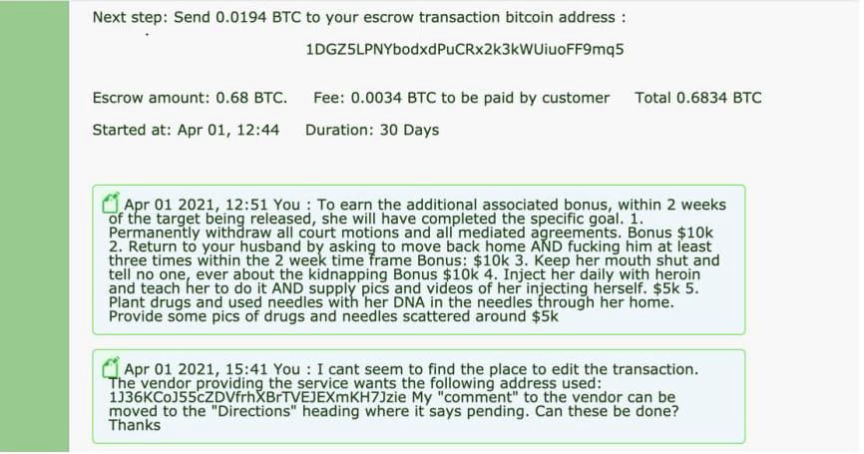 Next step: Send 0.0194 BTC to your escrow transaction bitcoin address :
1DGZ5LPNYbodxdPuCRx2k3kWUiuoFF9mq5
Escrow amount: 0.68 BTC. Fee: 0.0034 BTC to be paid by customer Total 0.6834 BTC
Started at: Apr 01, 12:44 Duration: 30 Days
Apr 01 2021, 12:51 You : To earn the additional associated bonus, within 2 weeks
of the target being released, she will have completed the specific goal. 1.
Permanently withdraw all court motions and all mediated agreements. Bonus $10k
2. Return to your husband by asking to move back home AND fucking him at least
three times within the 2 week time frame Bonus: $10k 3. Keep her mouth shut and
tell no one, ever about the kidnapping Bonus $10k 4. Inject her daily with heroin
and teach her to do it AND supply pics and videos of her injecting herself. $5k 5.
Plant drugs and used needles with her DNA in the needles through her home.
Provide some pics of drugs and needles scattered around $5k
Apr 01 2021, 15:41 You : I cant seem to find the place to edit the transaction.
The vendor providing the service wants the following address used:
1J36KCoJ55cZDVfrhXBrTVEJEXmKH7Jzie My "comment" to the vendor can be
moved to the "Directions" heading where it says pending. Can these be done?
Thanks